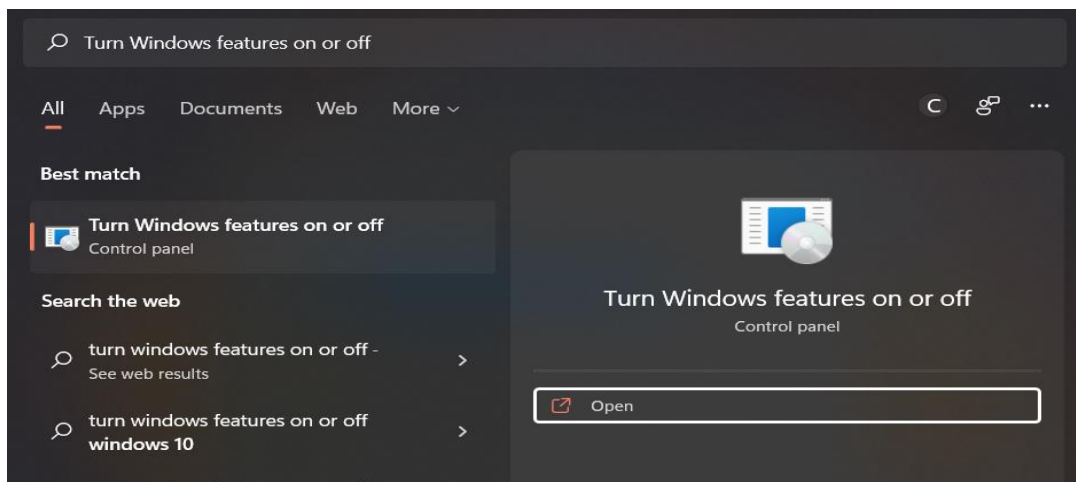 Turn Windows features on or off
All Apps Documents Web More
C
Best match
Turn Windows features on or off
Control panel
Search the web
turn windows features on or off -
See web results
turn windows features on or off
windows 10
Turn Windows features on or off
Control panel
Open